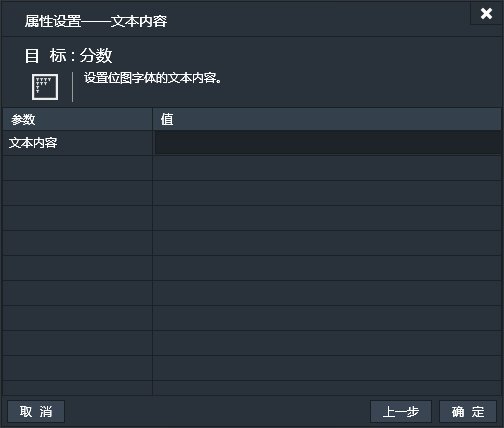 属性设置——文本内容
目 标：分数
设置位图字体的文本内容。
参数 值
文本内容
取 消 上一步 确 定